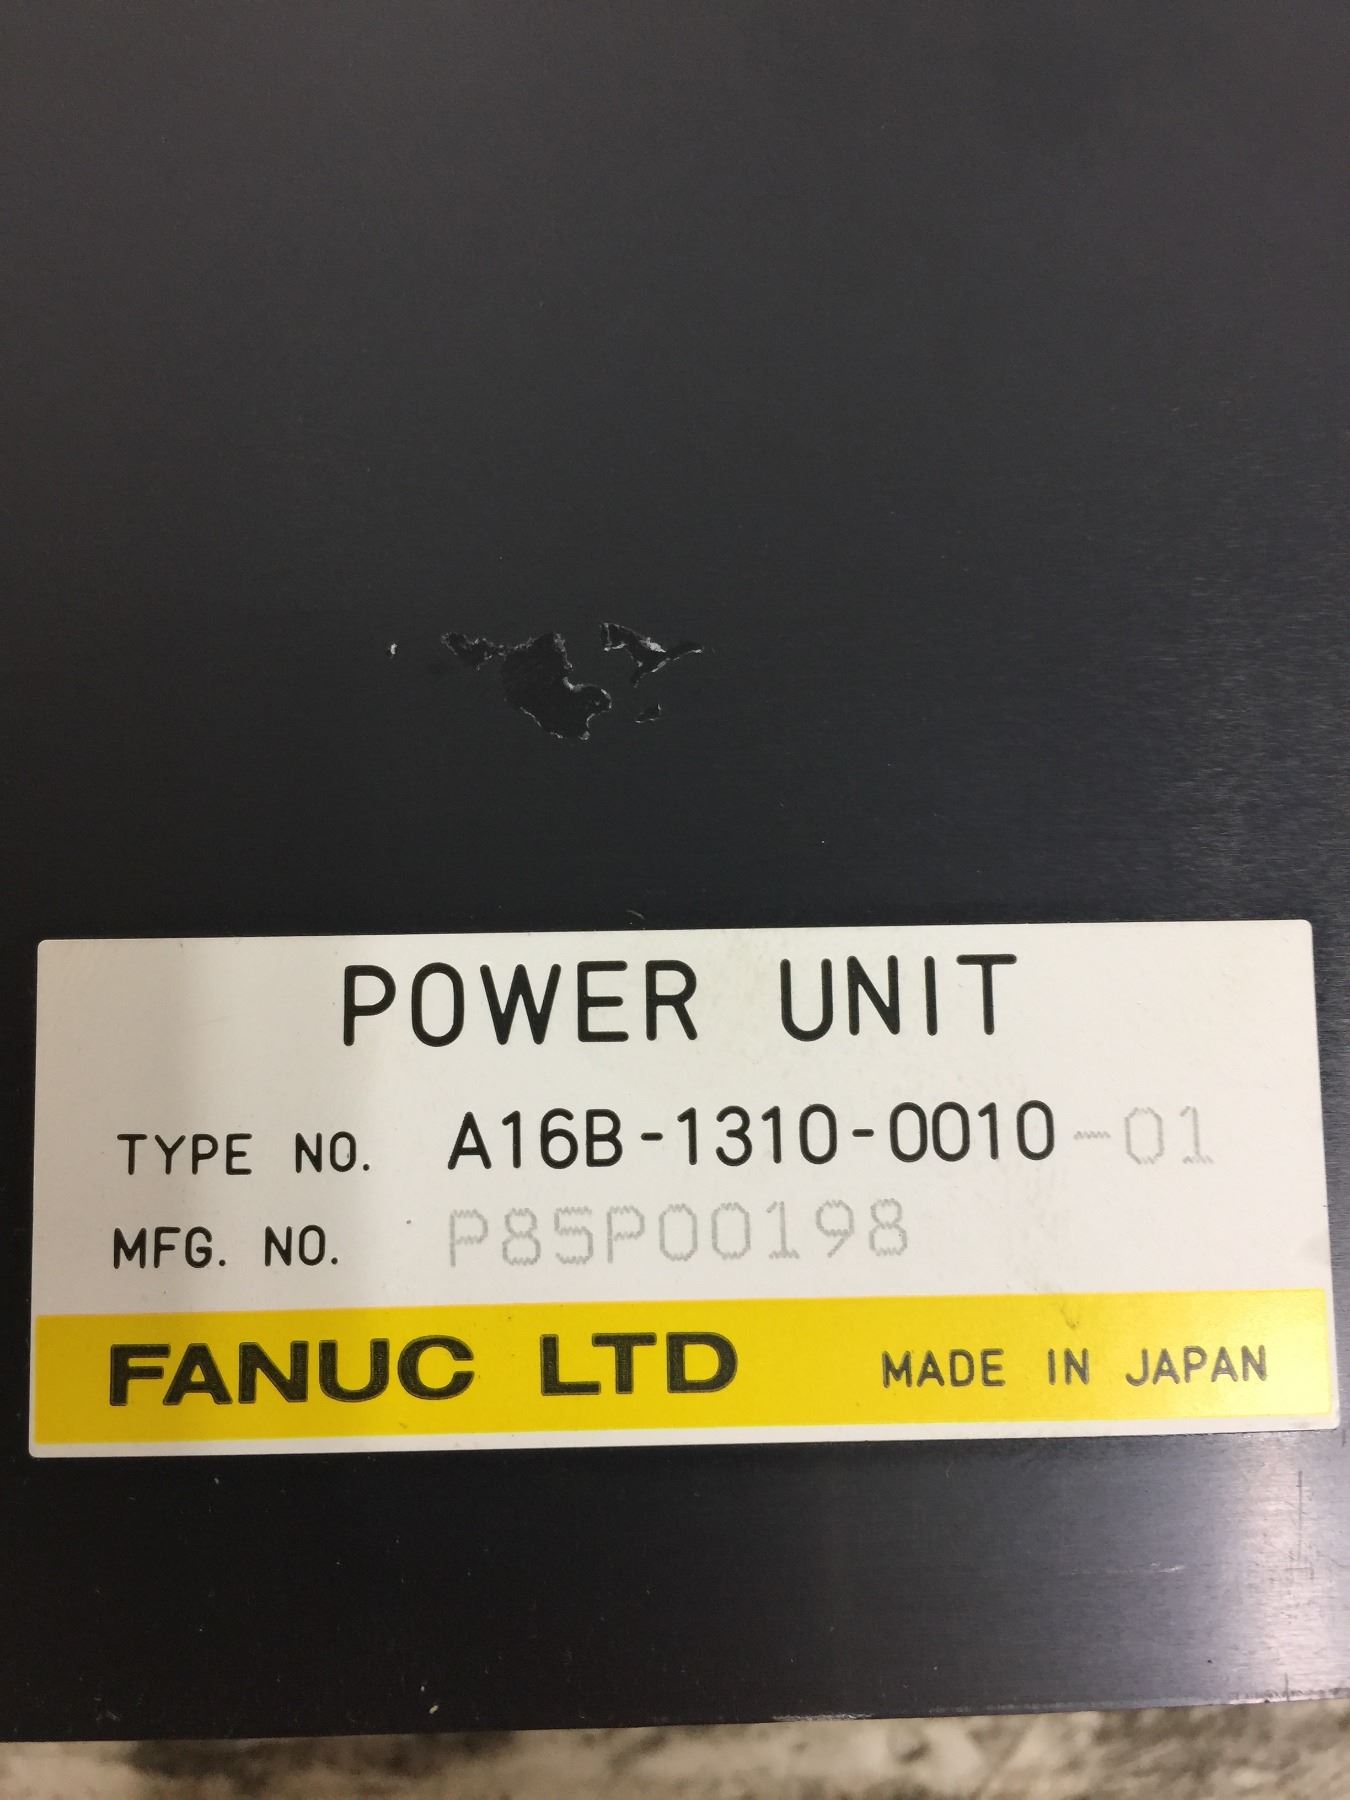 POWER UNIT
TYPE NO. A16B-1310-0010-01
MFG. NO. P85P00198
FANUC LTD MADE IN JAPAN